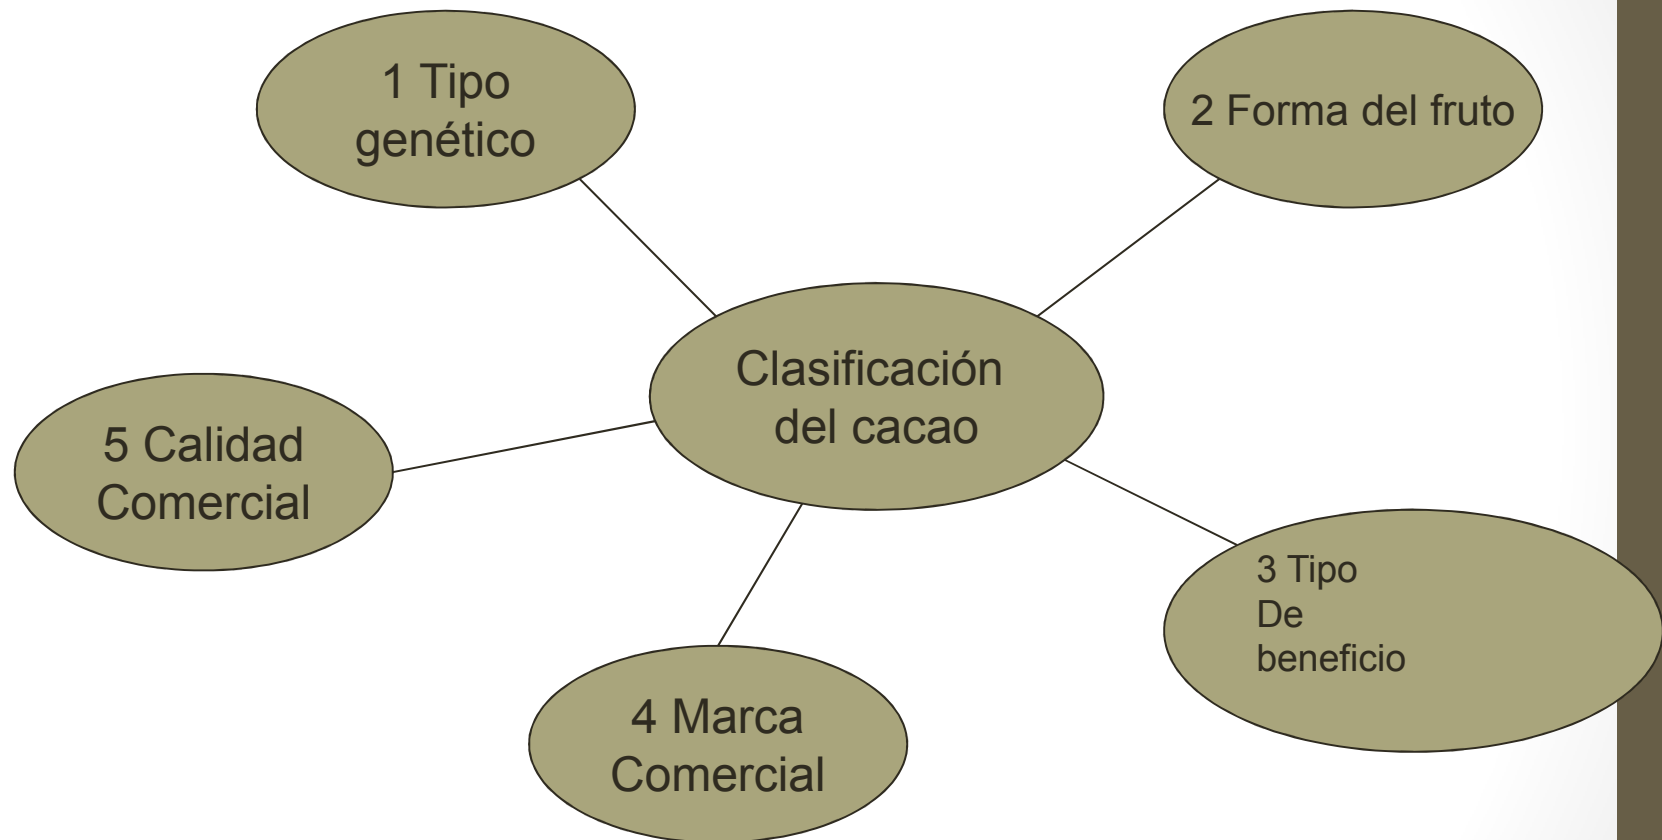 1 Tipo
genético
2 Forma del fruto
Clasificación
del cacao
5 Calidad
Comercial
3 Tipo
De
beneficio
4 Marca
Comercial